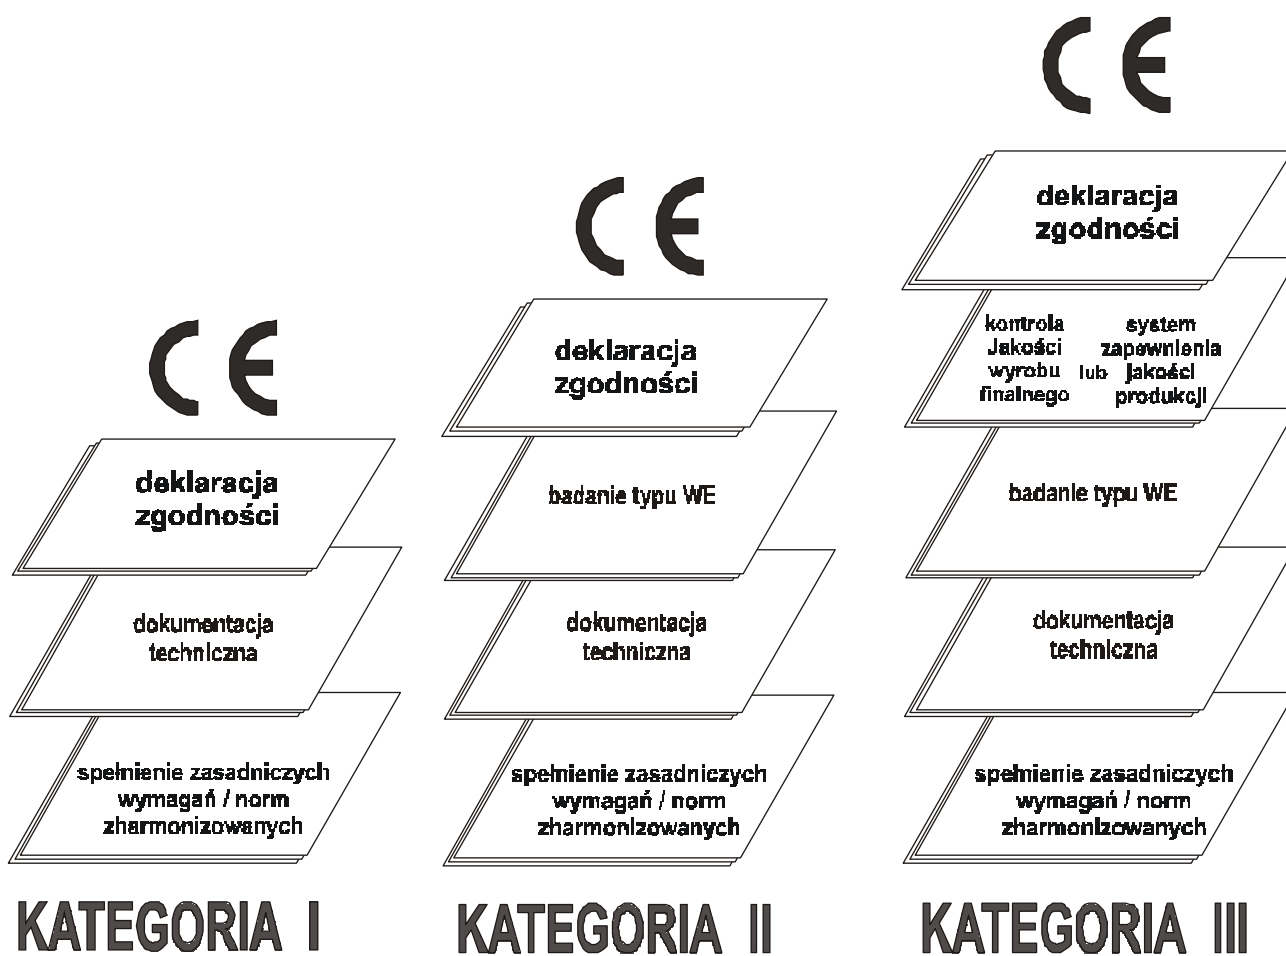 CE
deklaracja
zgodności
dokumentacja
techniczna
spełnienie zasadniczych
wymagań / norm
zharmonizowanych
KATEGORIA I
CE
deklaracja
zgodności
badanie typu WE
dokumentacja
techniczna
spełnienie zasadniczych
wymagań / norm
zharmonizowanych
KATEGORIA II
CE
deklaracja
zgodności
kontrola
Jakości
wyrobu
finalnego
lub
system
zapewnienia
jakości
produkcji
badanie typu WE
dokumentacja
techniczna
spełnienie zasadniczych
wymagań / norm
zharmonizowanych
KATEGORIA III